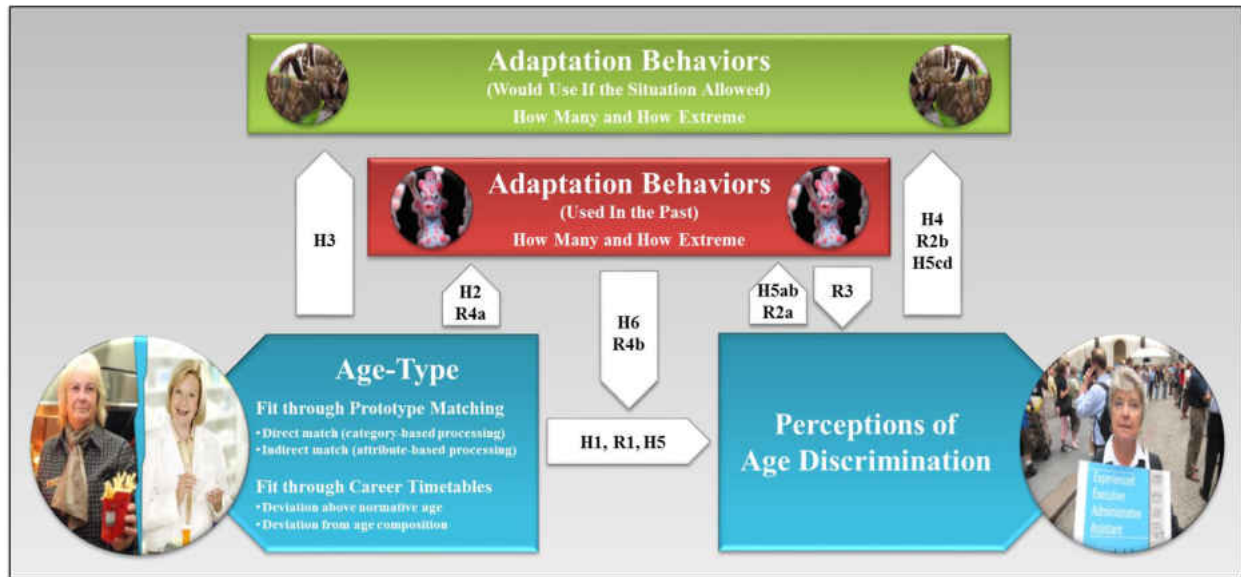 Adaptation Behaviors
(Would Use If the Situation Allowed)
How Many and How Extreme
Adaptation Behaviors
(Used In the Past)
How Many and How Extreme
H3
H2
R4a
H6
R4b
H5ab
R2a
R3
H4
R2b
H5cd
Age-Type
Fit through Prototype Matching
•Direct match (category-based processing)
•Indirect match (attribute-based processing)
Fit through Career Timetables
•Deviation above normative age
•Deviation from age composition
H1, R1, H5
Perceptions of
Age Discrimination
Experienced
Executive
Administrative
Assistant